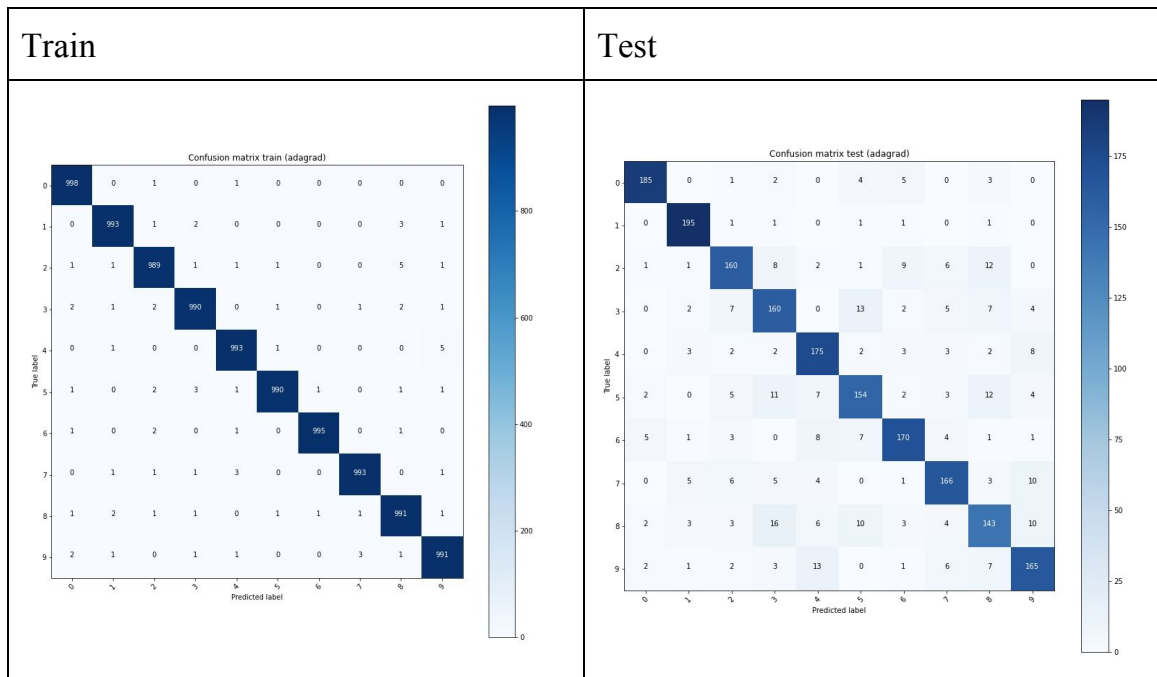 Train
Test
Confusion matrix train (adagrad)
0 998 0 1 0 1 0 0 0 0 0
1 0 993 1 2 0 0 0 0 3 1
2 1 1 989 1 1 1 0 0 5 1
3 2 1 2 990 0 1 0 1 2 1
4 0 1 0 0 993 1 0 0 0 5
5 1 0 2 3 1 990 1 0 1 1
6 1 0 2 0 1 0 995 0 1 0
7 0 1 1 1 3 0 0 993 0 1
8 1 2 1 1 0 1 1 1 991 1
9 2 1 0 1 1 0 0 3 1 991
0 1 2 3 4 5 6 7 8 9
True label
Predicted label
800
600
400
200
0
Confusion matrix test (adagrad)
0 185 0 1 2 0 4 5 0 3 0
1 0 195 1 1 0 1 1 0 1 0
2 1 1 160 8 2 1 9 6 12 0
3 0 2 7 160 0 13 2 5 7 4
4 0 3 2 2 175 2 3 3 2 8
5 2 0 5 11 7 154 2 3 12 4
6 5 1 3 0 8 7 170 4 1 1
7 0 5 6 5 4 0 1 166 3 10
8 2 3 3 16 6 10 3 4 143 10
9 2 1 2 3 13 0 1 6 7 165
0 1 2 3 4 5 6 7 8 9
True label
Predicted label
175
150
125
100
75
50
25
0